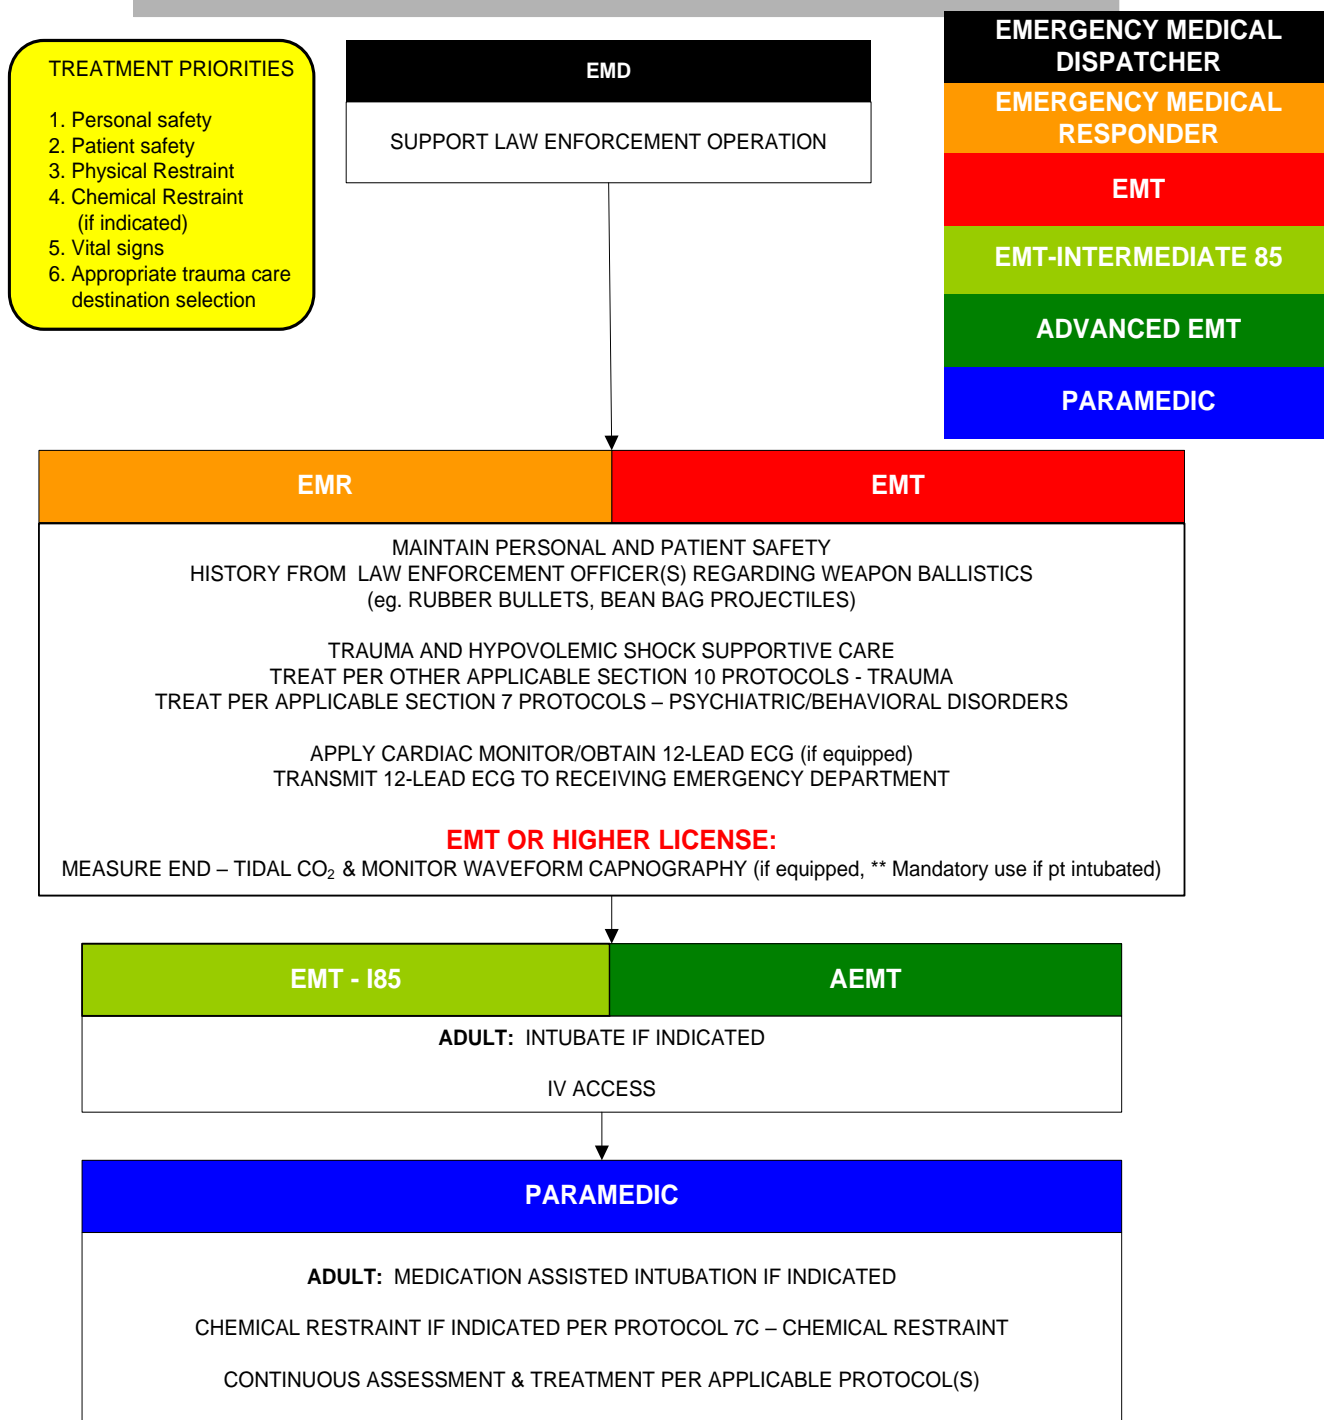 TREATMENT PRIORITIES
1. Personal safety
2. Patient safety
3. Physical Restraint
4. Chemical Restraint
(if indicated)
5. Vital signs
6. Appropriate trauma care
destination selection
EMD
SUPPORT LAW ENFORCEMENT OPERATION
EMERGENCY MEDICAL
DISPATCHER
EMERGENCY MEDICAL
RESPONDER
EMT
EMT-INTERMEDIATE 85
ADVANCED EMT
PARAMEDIC
EMR
EMT
MAINTAIN PERSONAL AND PATIENT SAFETY
HISTORY FROM LAW ENFORCEMENT OFFICER(S) REGARDING WEAPON BALLISTICS
(eg. RUBBER BULLETS, BEAN BAG PROJECTILES)
TRAUMA AND HYPOVOLEMIC SHOCK SUPPORTIVE CARE
TREAT PER OTHER APPLICABLE SECTION 10 PROTOCOLS - TRAUMA
TREAT PER APPLICABLE SECTION 7 PROTOCOLS – PSYCHIATRIC/BEHAVIORAL DISORDERS
APPLY CARDIAC MONITOR/OBTAIN 12-LEAD ECG (if equipped)
TRANSMIT 12-LEAD ECG TO RECEIVING EMERGENCY DEPARTMENT
EMT OR HIGHER LICENSE:
MEASURE END – TIDAL CO₂ & MONITOR WAVEFORM CAPNOGRAPHY (if equipped, ** Mandatory use if pt intubated)
EMT - I85
AEMT
ADULT: INTUBATE IF INDICATED
IV ACCESS
PARAMEDIC
ADULT: MEDICATION ASSISTED INTUBATION IF INDICATED
CHEMICAL RESTRAINT IF INDICATED PER PROTOCOL 7C – CHEMICAL RESTRAINT
CONTINUOUS ASSESSMENT & TREATMENT PER APPLICABLE PROTOCOL(S)